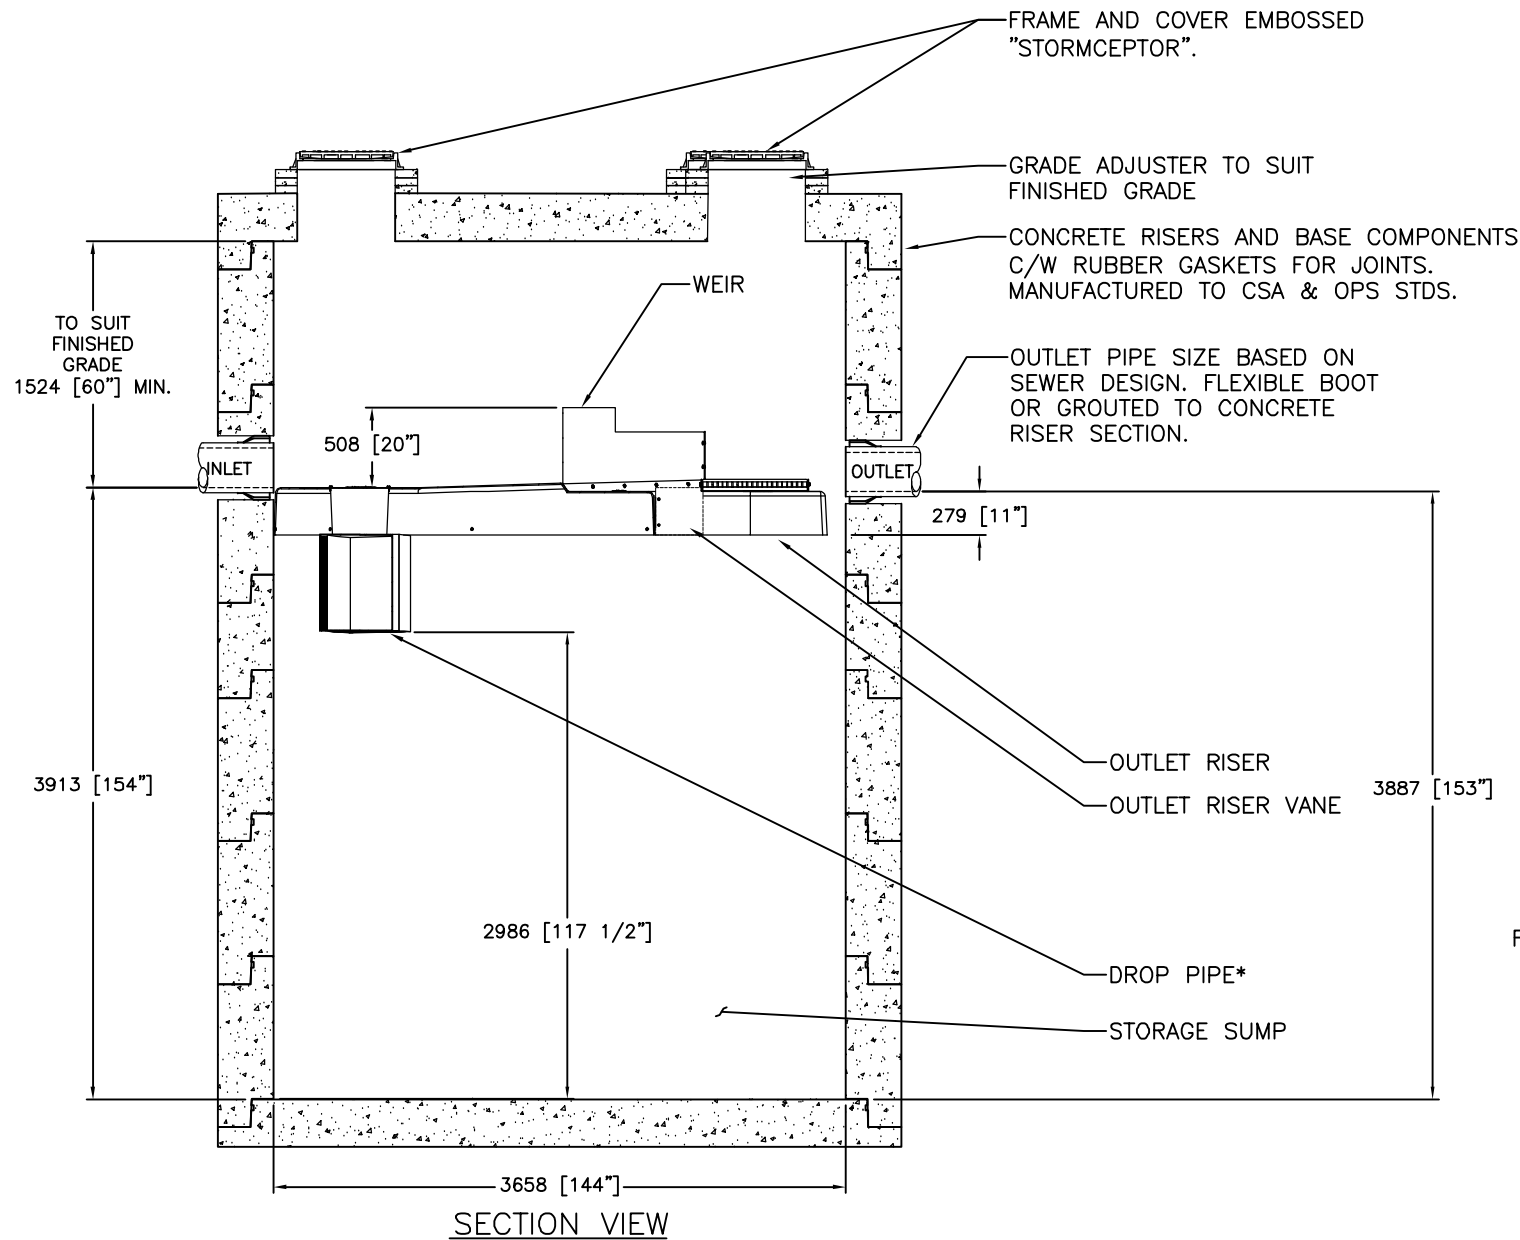 FRAME AND COVER EMBOSSED
"STORMCEPTOR".
GRADE ADJUSTER TO SUIT
FINISHED GRADE
CONCRETE RISERS AND BASE COMPONENTS
C/W RUBBER GASKETS FOR JOINTS.
MANUFACTURED TO CSA & OPS STDS.
WEIR
TO SUIT
FINISHED
GRADE
1524 [60"] MIN.
OUTLET PIPE SIZE BASED ON
SEWER DESIGN. FLEXIBLE BOOT
OR GROUTED TO CONCRETE
RISER SECTION.
508 [20"]
INLET
OUTLET
279 [11"]
OUTLET RISER
3913 [154"]
3887 [153"]
OUTLET RISER VANE
2986 [117 1/2"]
F
DROP PIPE*
STORAGE SUMP
3658 [144"]
SECTION VIEW